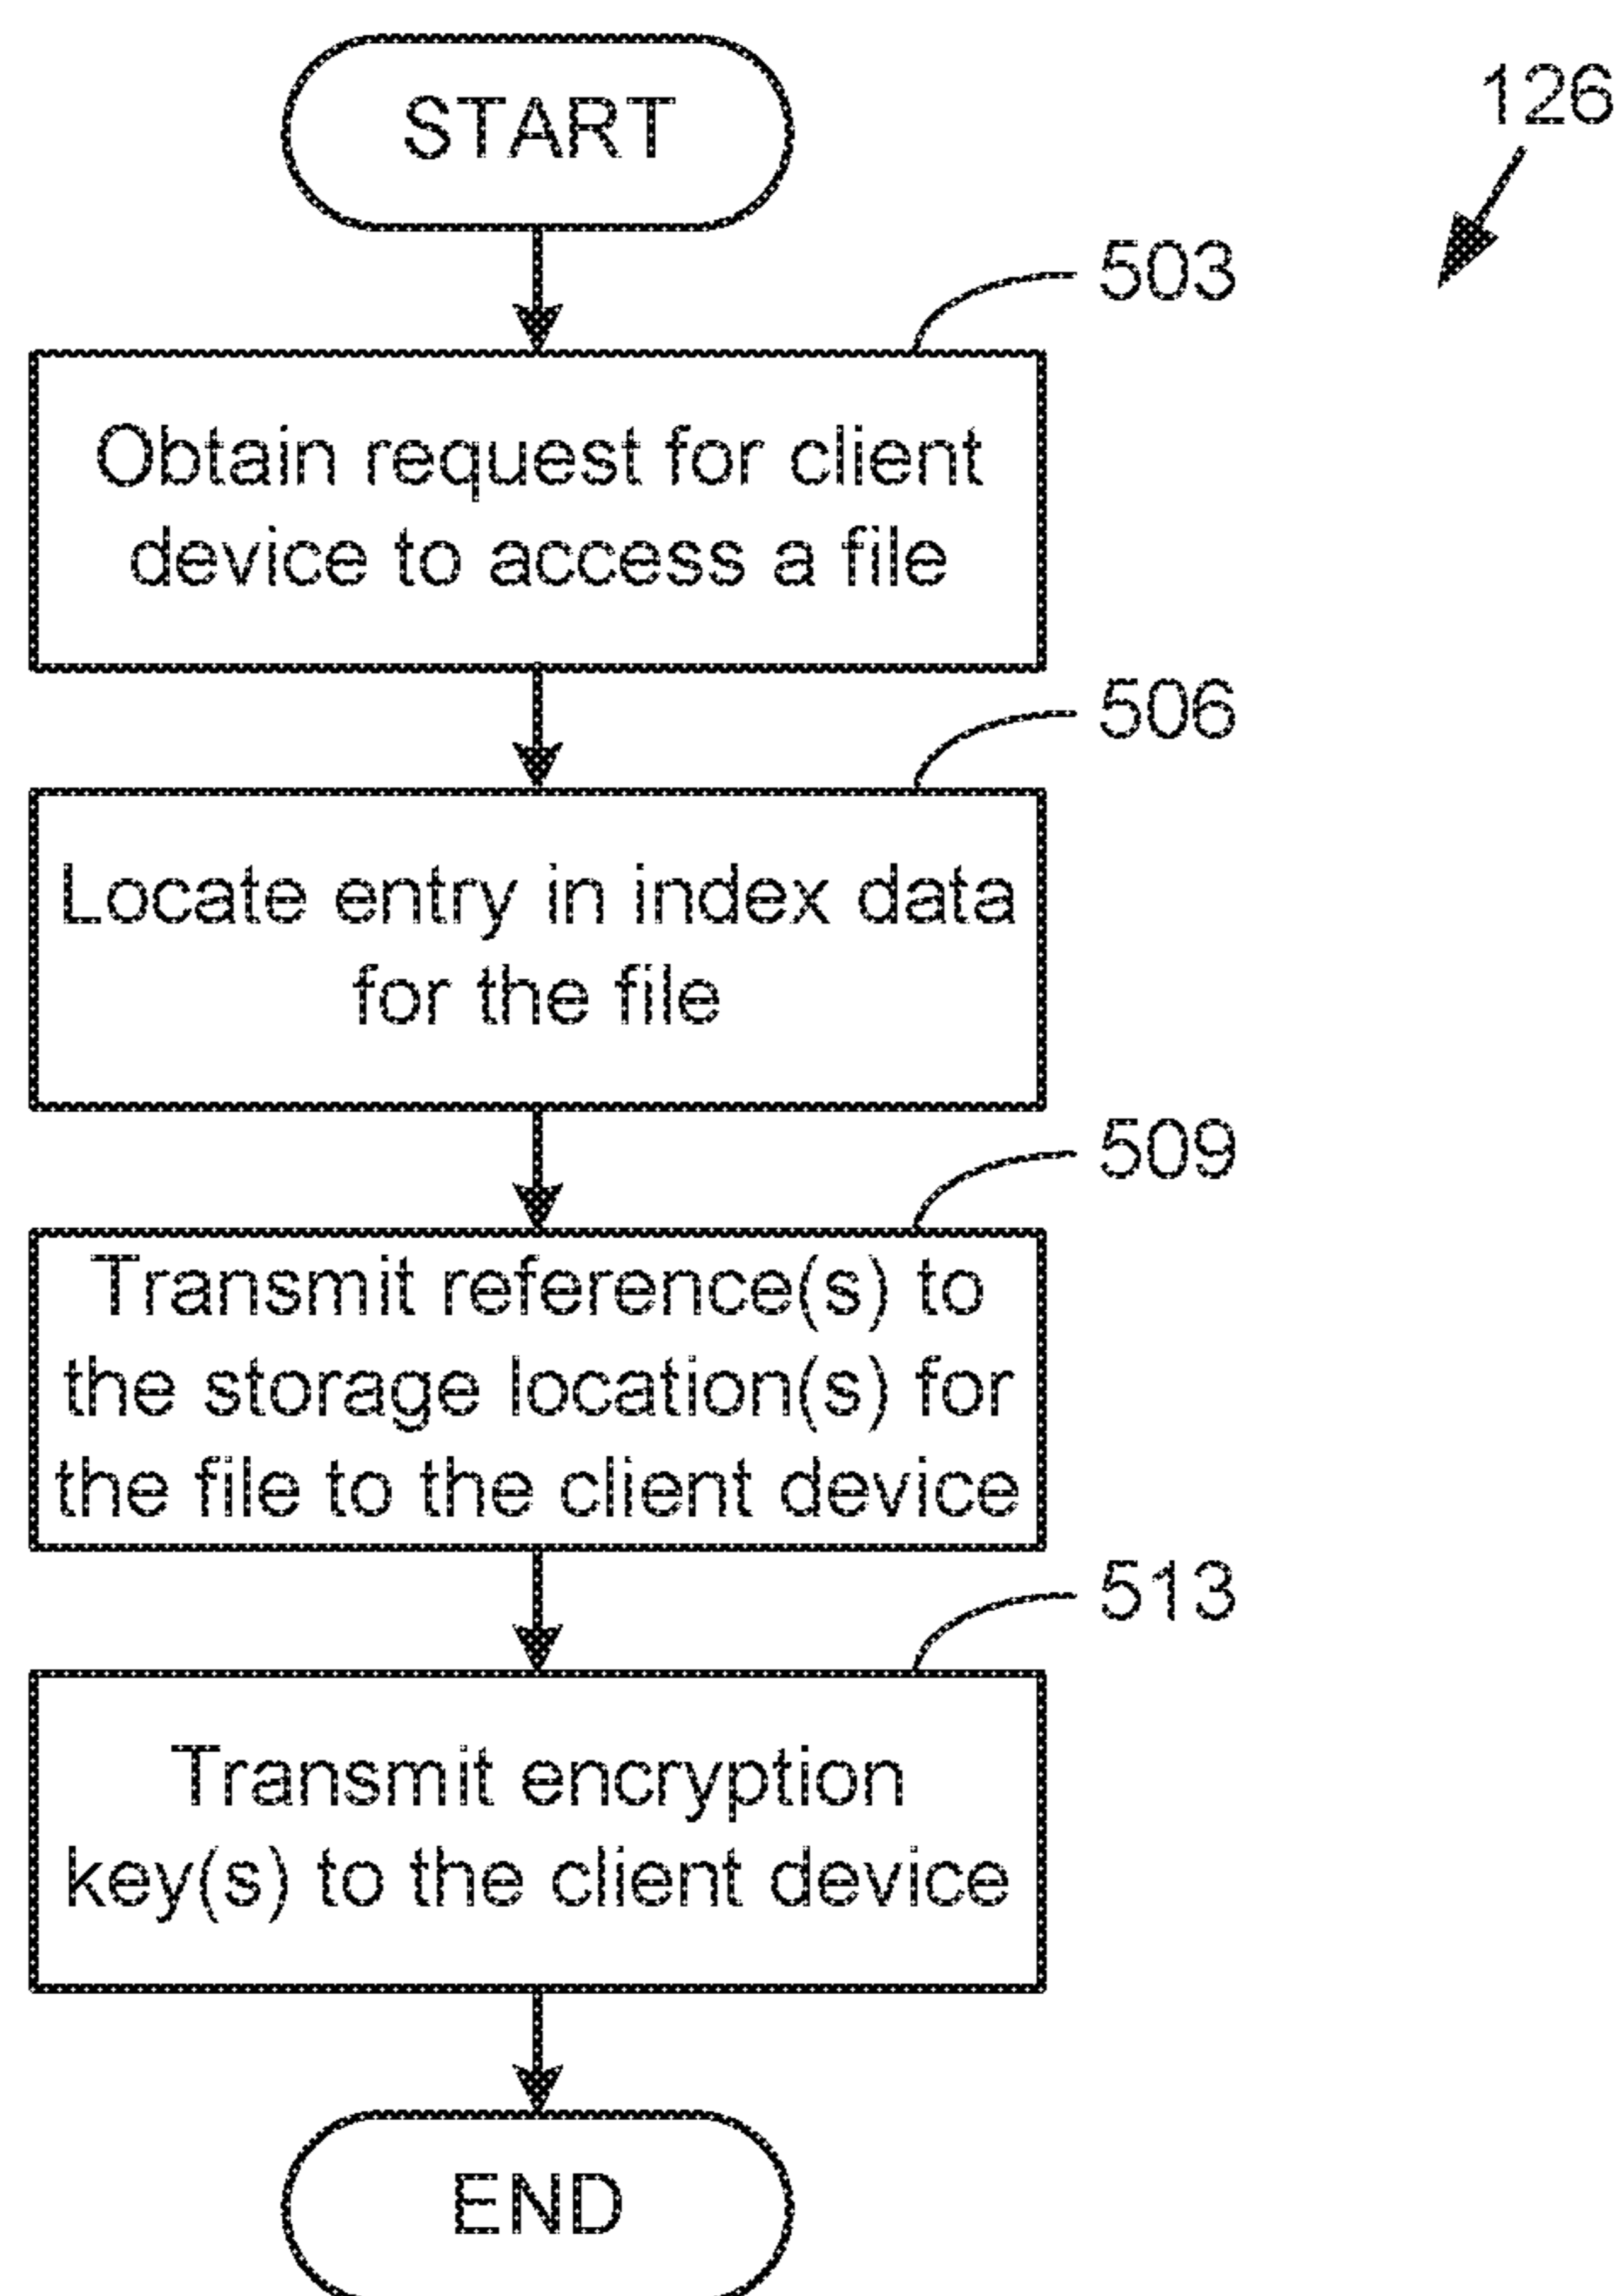 START
126
503
Obtain request for client
device to access a file
506
Locate entry in index data
for the file
509
Transmit reference(s) to
the storage location(s) for
the file to the client device
513
Transmit encryption
key(s) to the client device
END